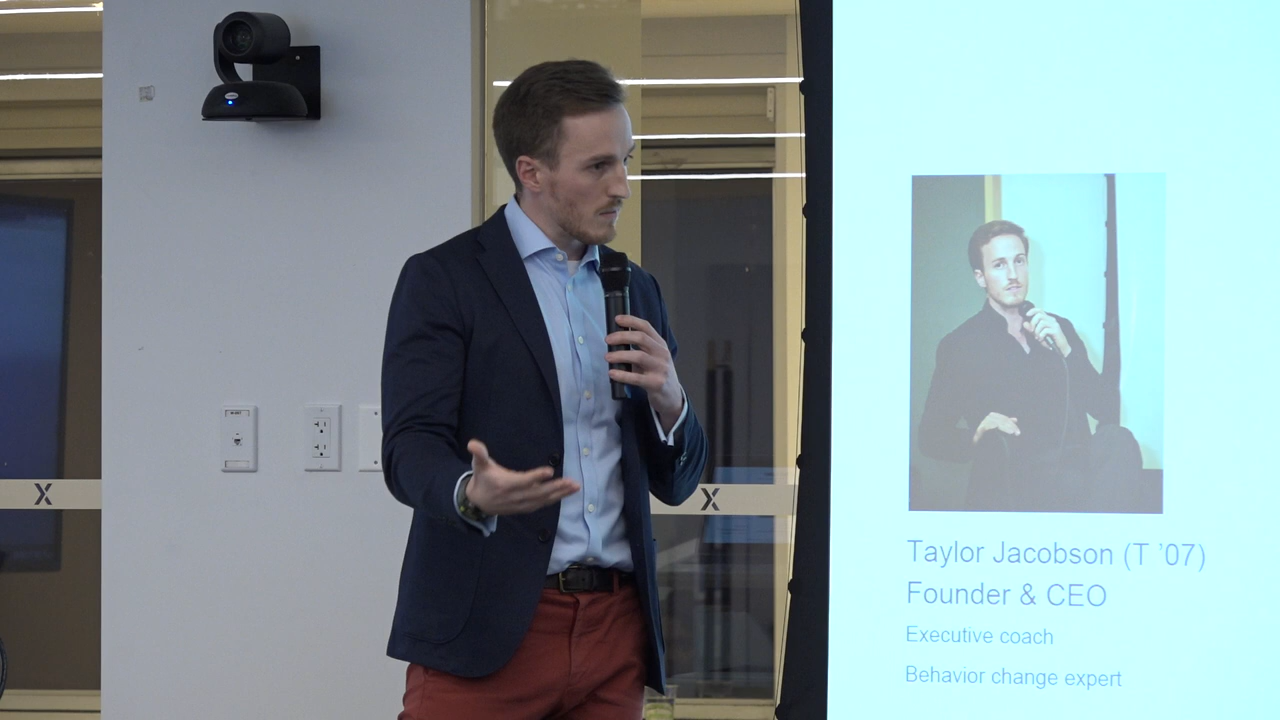 Taylor Jacobson (T ’07)
Founder & CEO
Executive coach
Behavior change expert
X
X